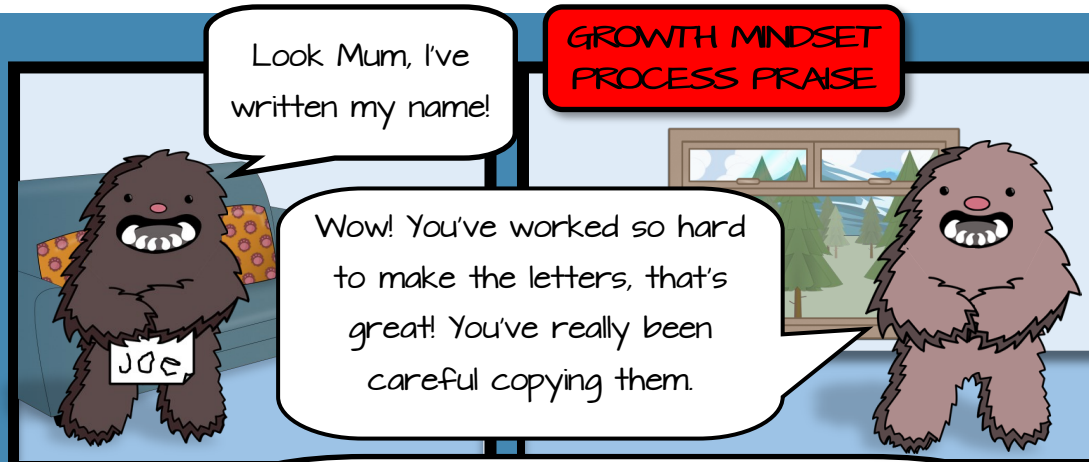 Look Mum, I've
written my name!
GROWTH MINDSET
PROCESS PRAISE
Wow! You've worked so hard
to make the letters, that's
great! You've really been
careful copying them.
JOE